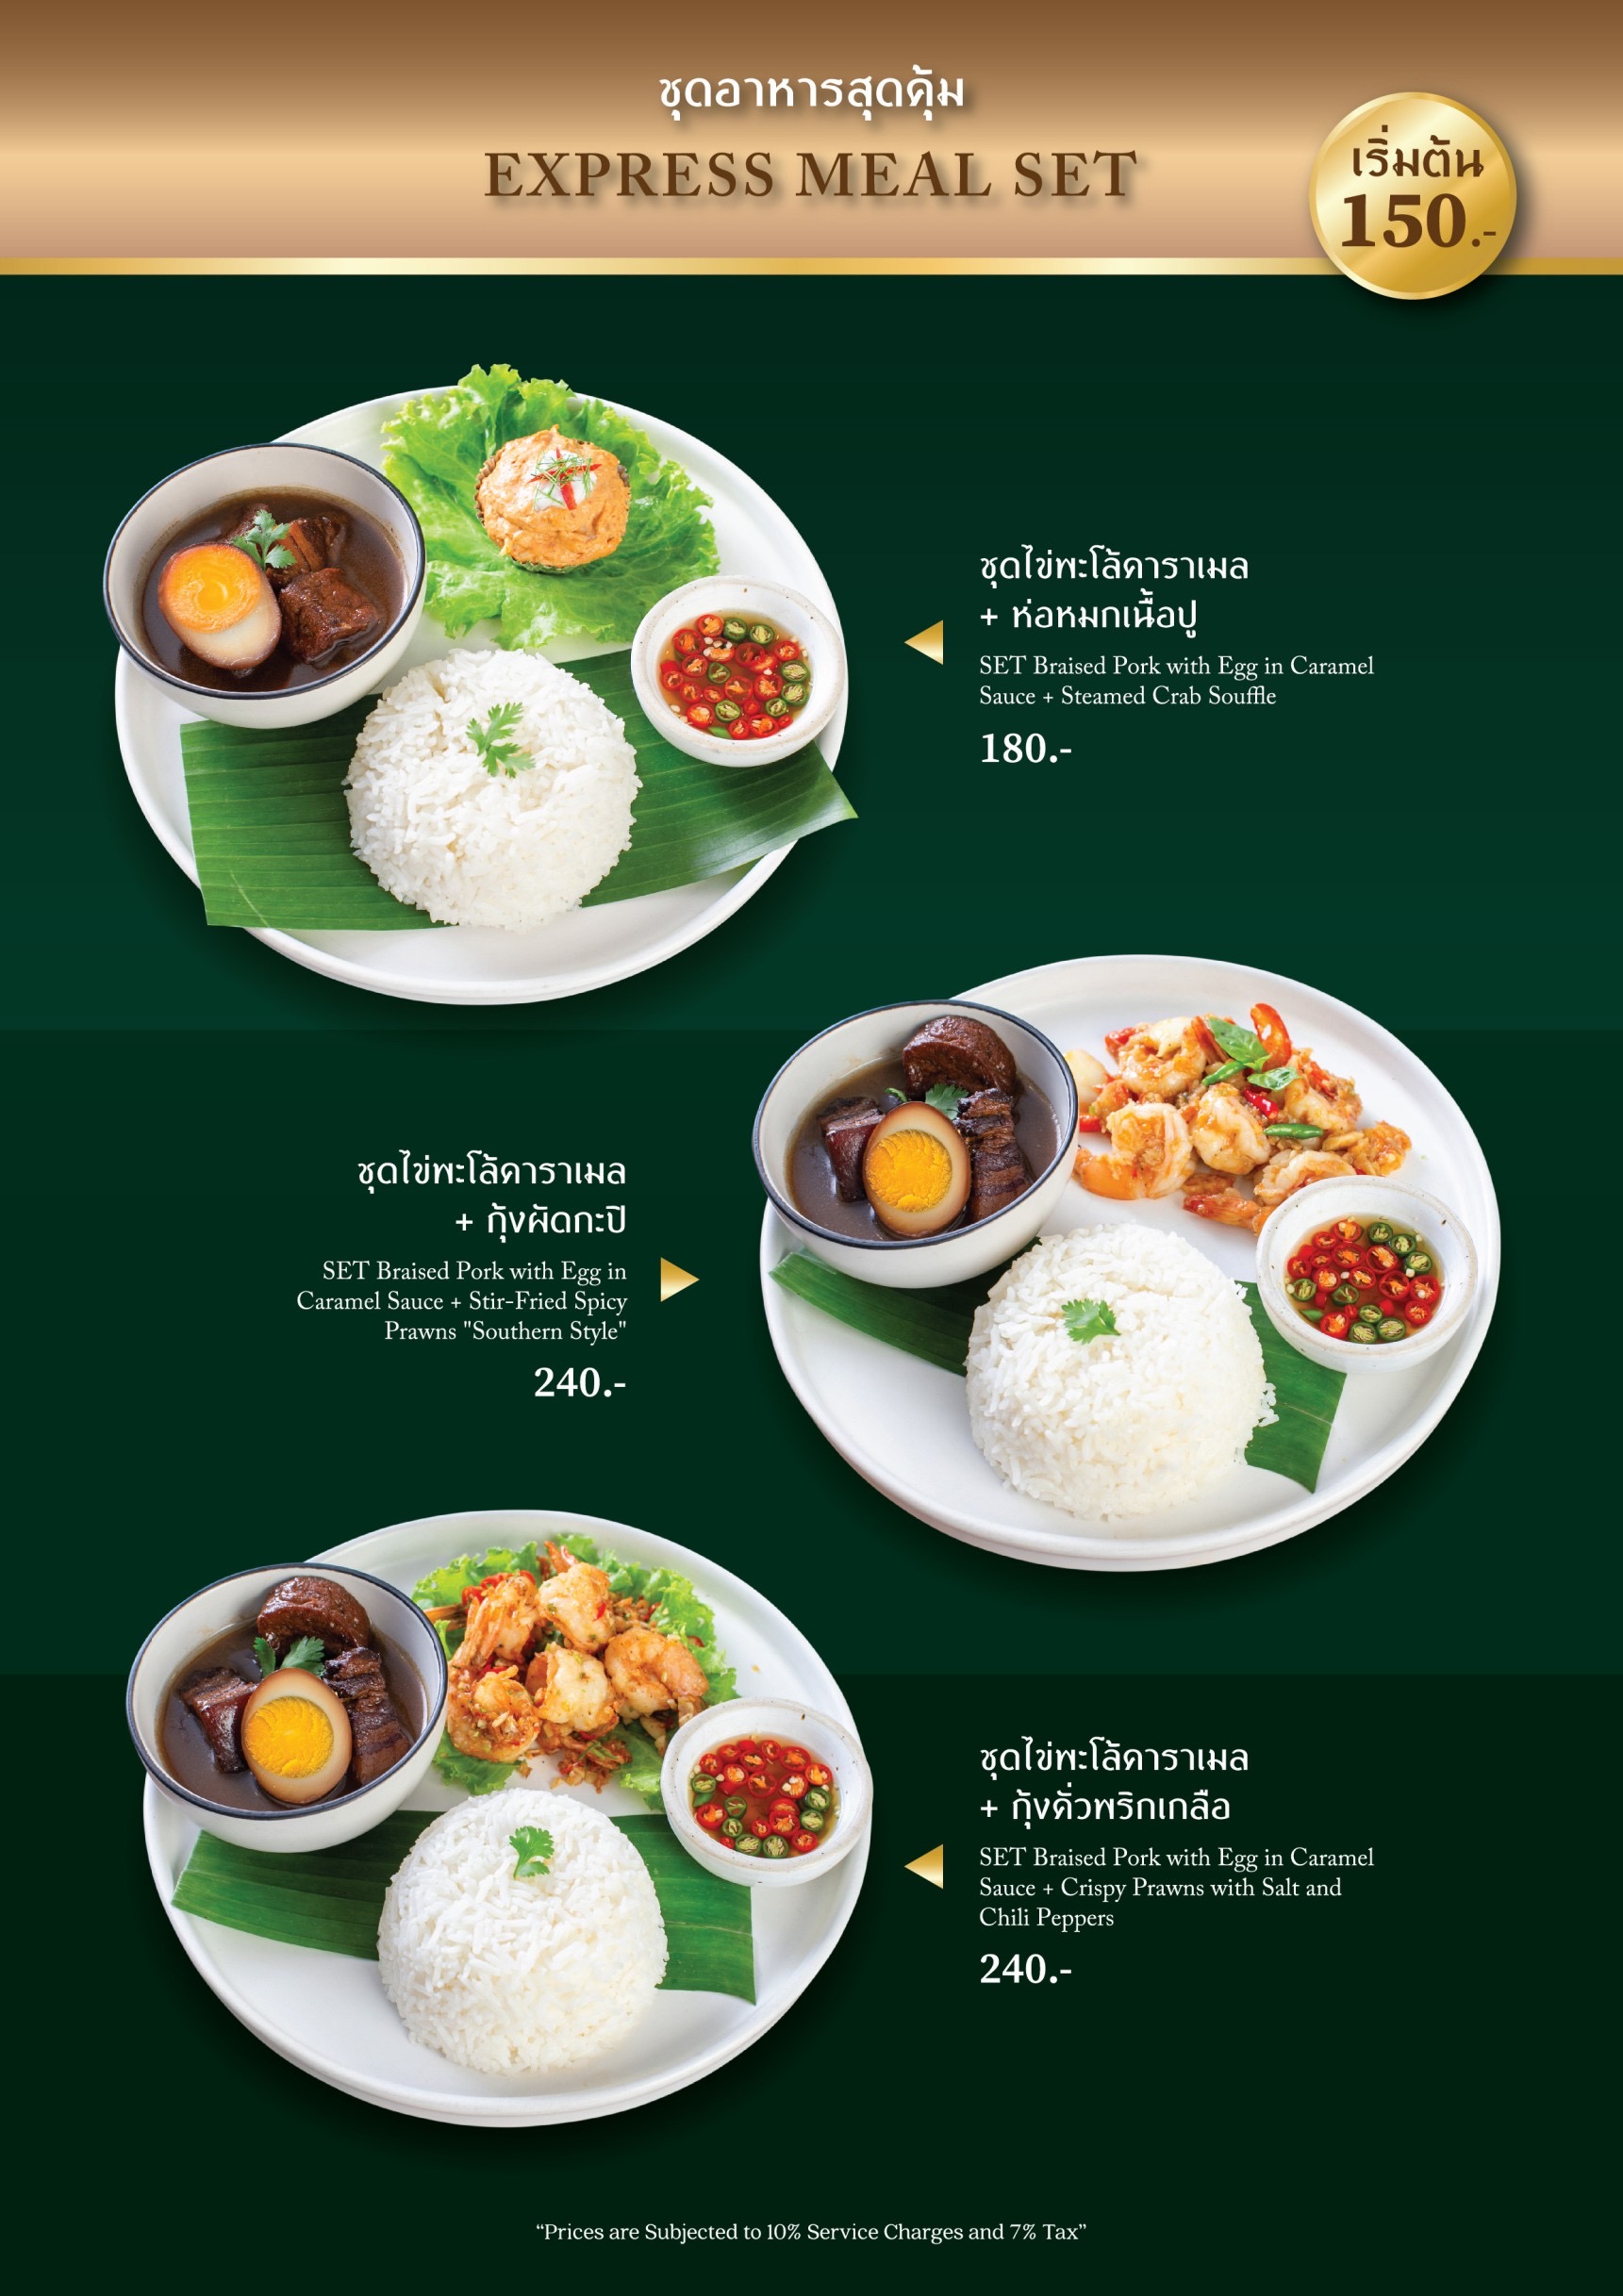 ชุดอาหารสุดคุ้ม
EXPRESS MEAL SET
เริ่มต้น
150.-
ชุดไข่พะโล้คาราเมล
+ ห่อหมกเนื้อปู
SET Braised Pork with Egg in Caramel
Sauce + Steamed Crab Souffle
180.-
ชุดไข่พะโล้คาราเมล
+ กุ้งผัดกะปิ
SET Braised Pork with Egg in
Caramel Sauce + Stir-Fried Spicy
Prawns "Southern Style"
240.-
ชุดไข่พะโล้คาราเมล
+ กุ้งคั่วพริกเกลือ
SET Braised Pork with Egg in Caramel
Sauce + Crispy Prawns with Salt and
Chili Peppers
240.-
“Prices are Subjected to 10% Service Charges and 7% Tax”